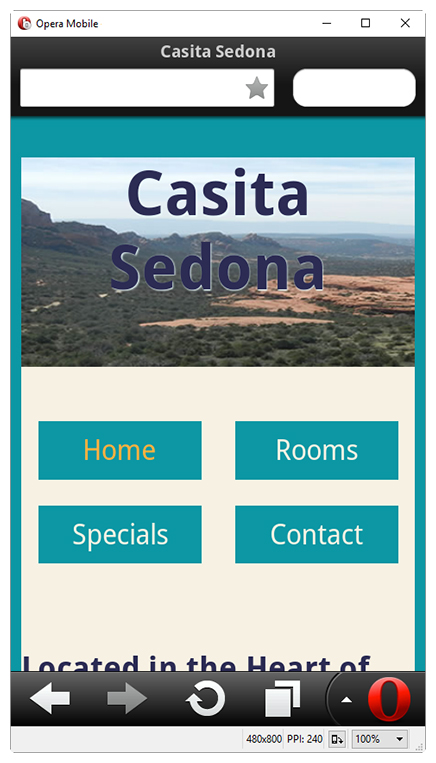 Opera Mobile
Casita Sedona
Casita
Sedona
Home
Rooms
Specials
Contact
Located in the Heart of
480x800 PPI: 240 100%